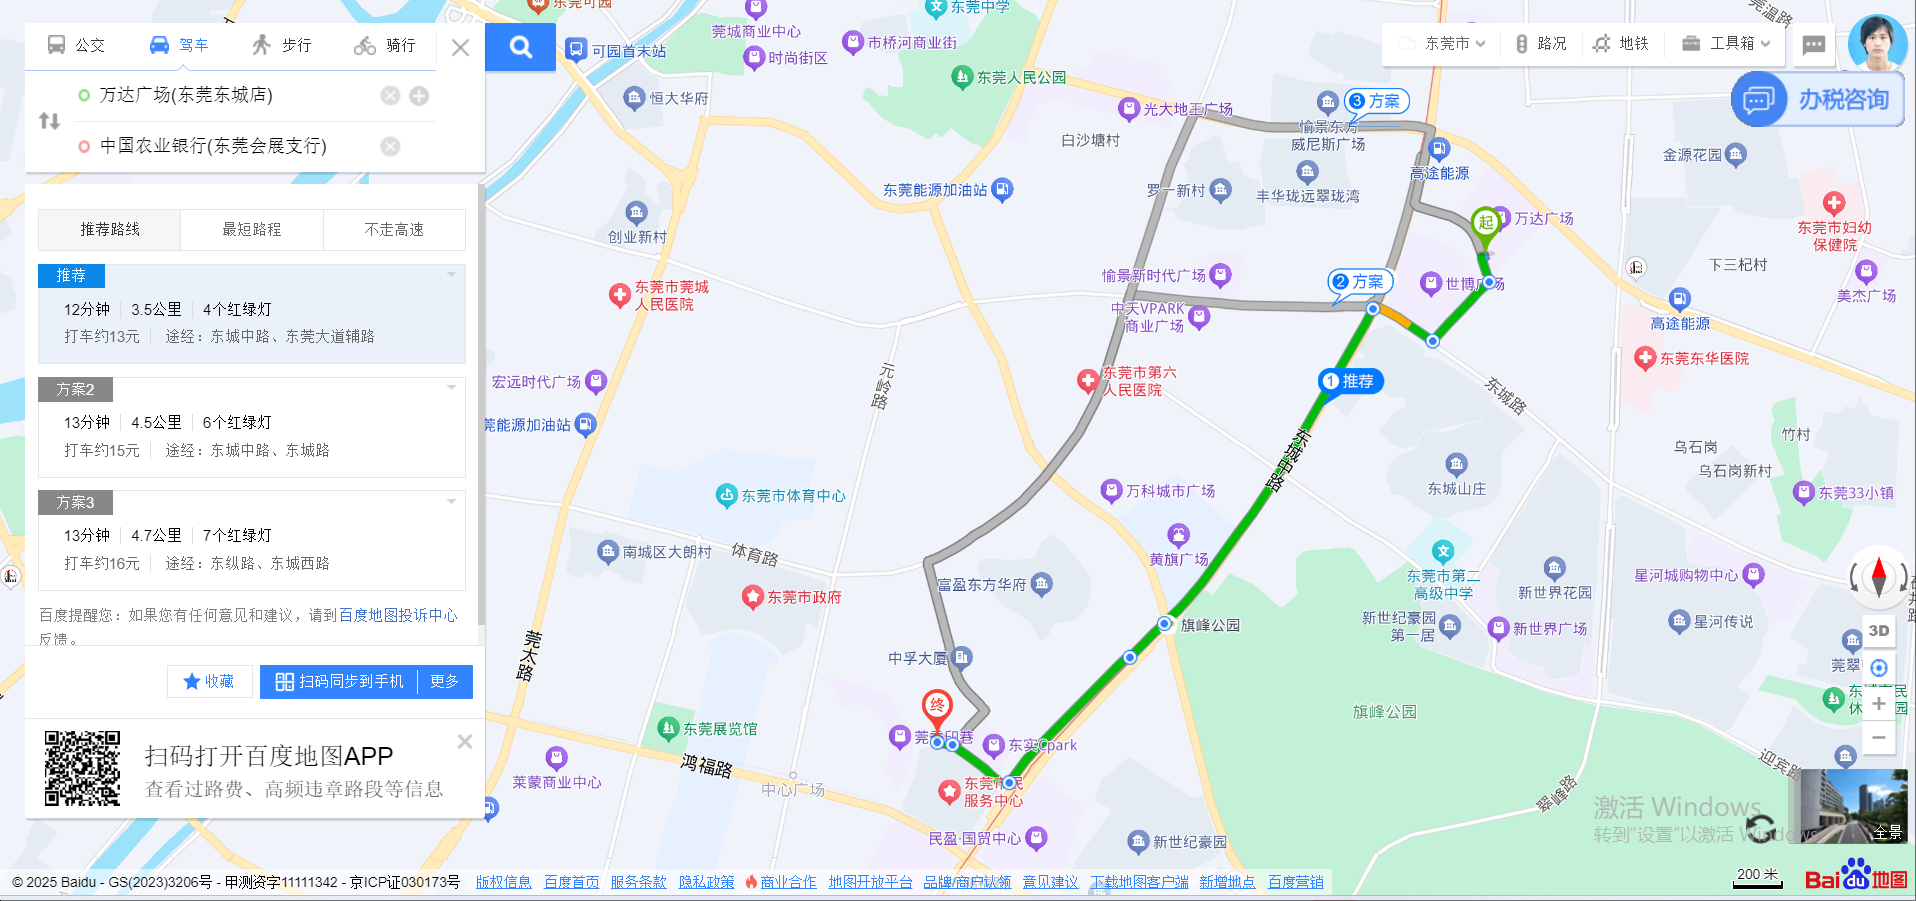 公交
驾车
步行
骑行
万达广场(东莞东城店)
中国农业银行(东莞会展支行)
推荐路线
最短路程
不走高速
推荐
12分钟
3.5公里
4个红绿灯
打车约13元
途经：东城中路、东莞大道辅路
方案2
13分钟
4.5公里
6个红绿灯
打车约15元
途经：东城中路、东城路
方案3
13分钟
4.7公里
7个红绿灯
打车约16元
途经：东纵路、东城西路
百度提醒您：如果您有任何意见和建议，请到百度地图投诉中心
反馈。
收藏
扫码同步到手机
更多
扫码打开百度地图APP
查看过路费、高频违章路段等信息
东莞可园
莞城商业中心
东莞中学
可园首末站
时尚街区
市桥河商业街
东莞人民公园
恒大华府
光大地王广场
白沙塘村
3 方案
愉景东方
威尼斯广场
高途能源
东莞能源加油站
罗一新村
丰华珑远翠珑湾
创业新村
起
万达广场
东莞市莞城
人民医院
愉景新时代广场
2 方案
世博广场
中天VPARK
商业广场
元岭路
宏远时代广场
东莞市第六
人民医院
1 推荐
东城路
莞能源加油站
东城中路
东莞市体育中心
万科城市广场
东城山庄
黄旗广场
南城区大朗村
体育路
富盈东方华府
东莞市政府
东莞市第二
高级中学
新世界花园
新世纪豪园
第一居
新世界广场
旗峰公园
莞太路
中孚大厦
终
莞香印巷
东实Cpark
东莞展览馆
旗峰公园
鸿福路
莱蒙商业中心
中心广场
东莞市民
服务中心
民盈·国贸中心
新世纪豪园
翠峰路
迎宾路
莞温路
东莞市
路况
地铁
工具箱
办税咨询
金源花园
东莞市妇幼
保健院
下三杞村
美杰广场
高途能源
东莞东华医院
竹村
乌石岗
乌石岗新村
东莞33小镇
星河城购物中心
星河传说
莞翠
3D
激活 Windows
转到“设置”以激活 Windows
全景
200 米
Bai du 地图
© 2025 Baidu - GS(2023)3206号 - 甲测资字11111342 - 京ICP证030173号
版权信息
百度首页
服务条款
隐私政策
商业合作
地图开放平台
品牌/商户认领
意见建议
下载地图客户端
新增地点
百度营销